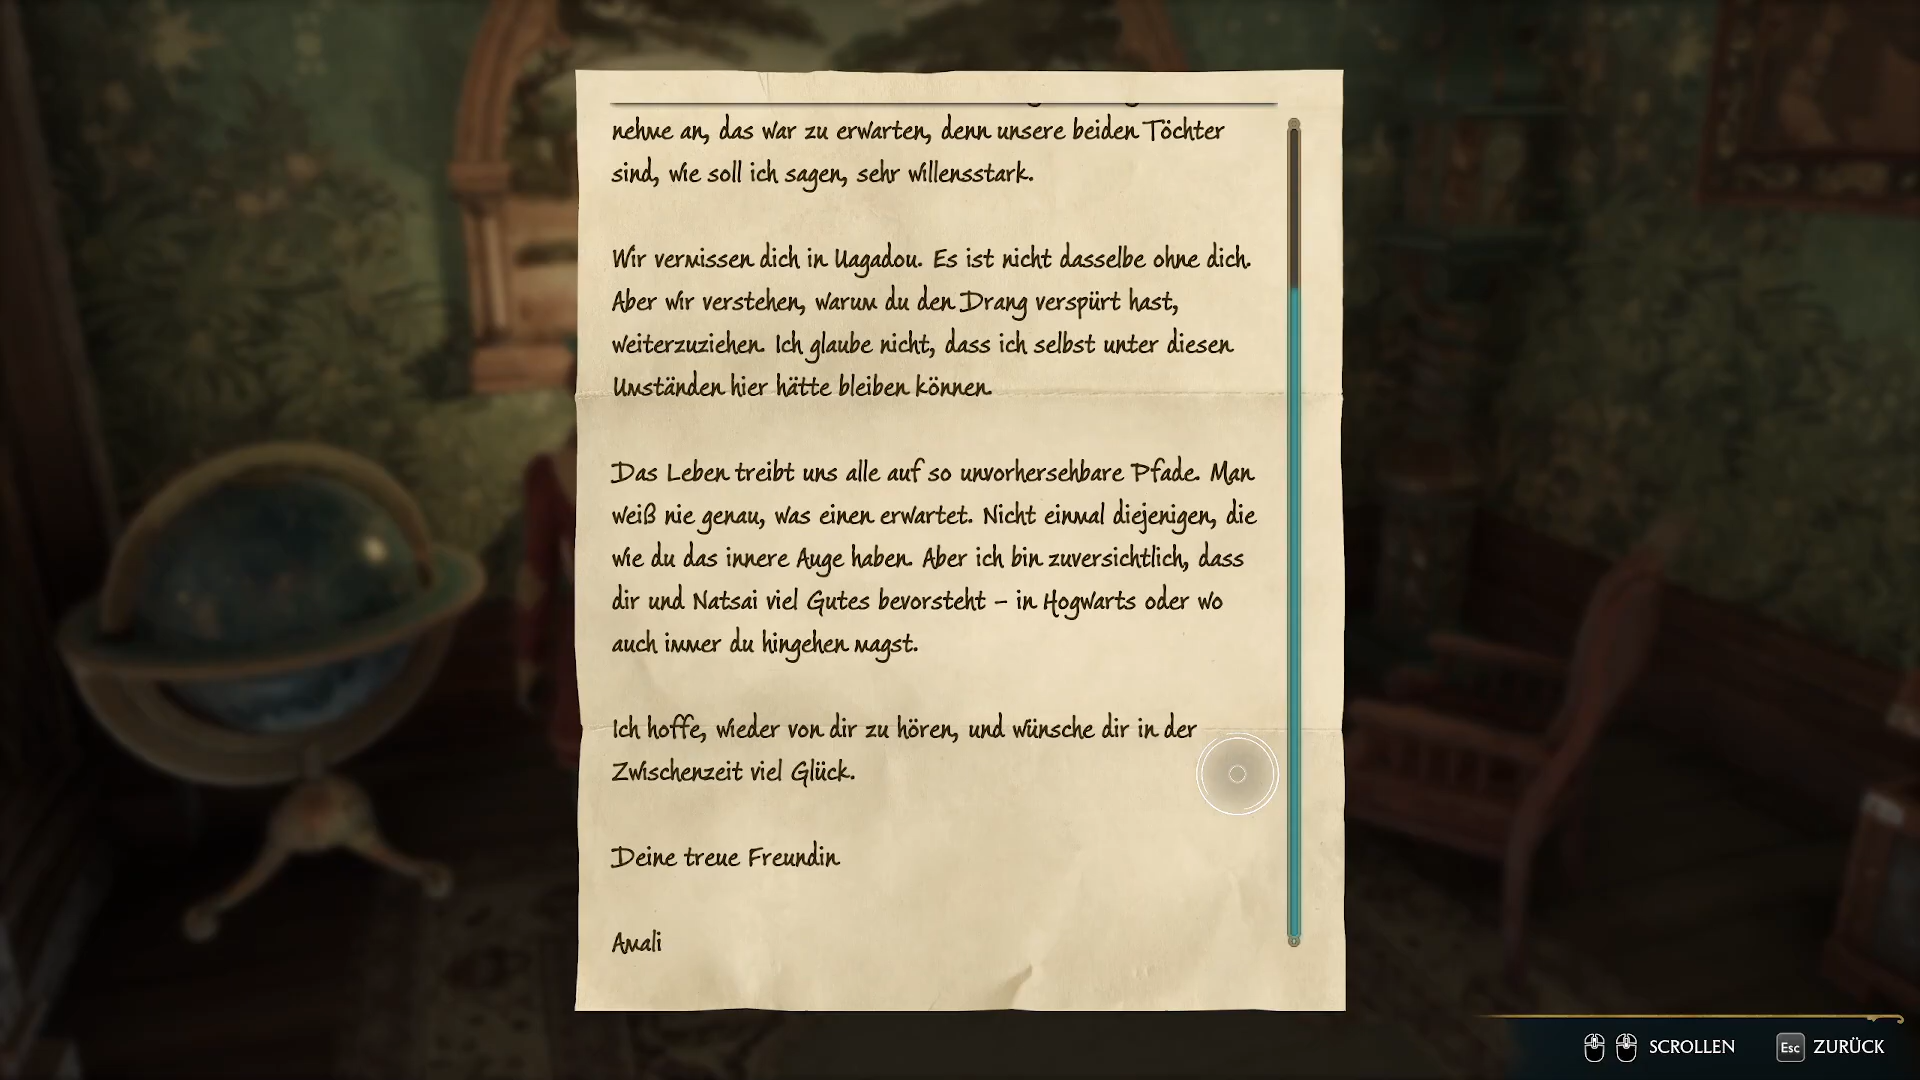 nehme an, das war zu erwarten, denn unsere beiden Töchter
sind, wie soll ich sagen, sehr willensstark.
Wir vermissen dich in Uagadou. Es ist nicht dasselbe ohne dich.
Aber wir verstehen, warum du den Drang verspürt hast,
weiterzuziehen. Ich glaube nicht, dass ich selbst unter diesen
Umständen hier hätte bleiben können.
Das Leben treibt uns alle auf so unvorhersehbare Pfade. Man
weiß nie genau, was einen erwartet. Nicht einmal diejenigen, die
wie du das innere Auge haben. Aber ich bin zuversichtlich, dass
dir und Natsai viel Gutes bevorsteht – in Hogwarts oder wo
auch immer du hingehen magst.
Ich hoffe, wieder von dir zu hören, und wünsche dir in der
Zwischenzeit viel Glück.
Deine treue Freundin
Amali
SCROLLEN
Esc ZURÜCK